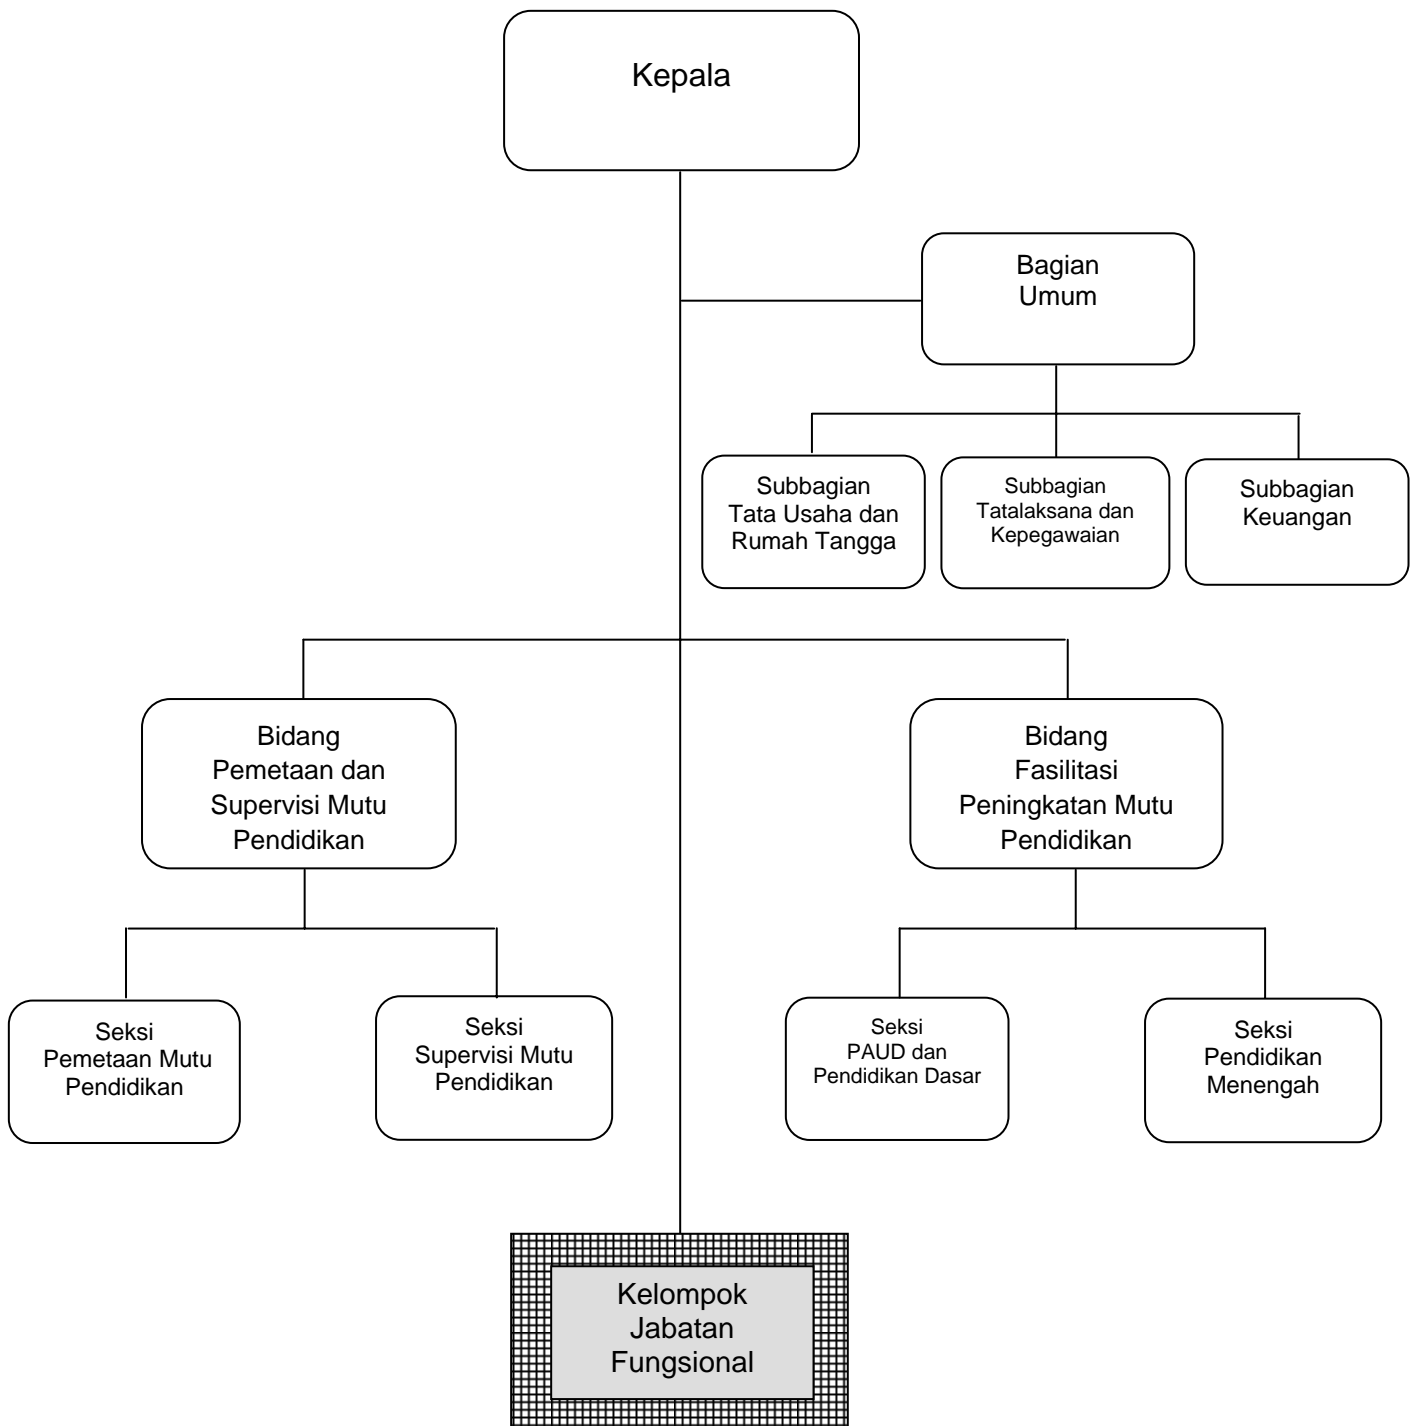 Kepala
Bagian
Umum
Subbagian
Tata Usaha dan
Rumah Tangga
Subbagian
Tatalaksana dan
Kepegawaian
Subbagian
Keuangan
Bidang
Pemetaan dan
Supervisi Mutu
Pendidikan
Bidang
Fasilitasi
Peningkatan Mutu
Pendidikan
Seksi
Pemetaan Mutu
Pendidikan
Seksi
Supervisi Mutu
Pendidikan
Seksi
PAUD dan
Pendidikan Dasar
Seksi
Pendidikan
Menengah
Kelompok
Jabatan
Fungsional